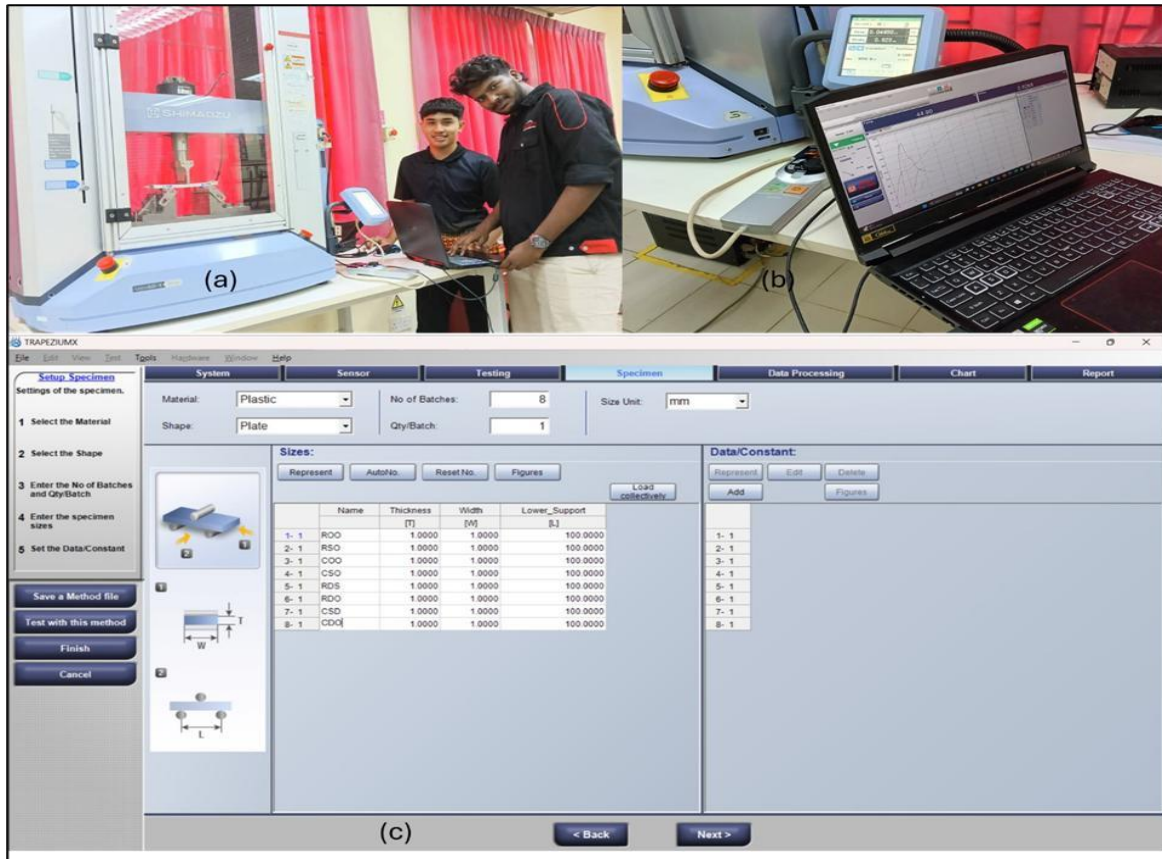 SHIMADZU
(a)
(b)
TRAPEZIUMX
File Edit View Test Tools Hardware Window Help
Setup Specimen
Settings of the specimen.
1 Select the Material
2 Select the Shape
3 Enter the No of Batches
and Qty/Batch
4 Enter the specimen
sizes
5 Set the Data/Constant
Save a Method file
Test with this method
Finish
Cancel
System Sensor Testing Specimen Data Processing Chart Report
Material: Plastic No of Batches: 8 Size Unit: mm
Shape: Plate Qty/Batch: 1
Sizes:
Represent AutoNo. Reset No. Figures
Load
collectively
Name Thickness Width Lower_Support
[T] [W] [L]
1- 1 ROO 1.0000 1.0000 100.0000
2- 1 RSO 1.0000 1.0000 100.0000
3- 1 COO 1.0000 1.0000 100.0000
4- 1 CSO 1.0000 1.0000 100.0000
5- 1 RDS 1.0000 1.0000 100.0000
6- 1 RDO 1.0000 1.0000 100.0000
7- 1 CSD 1.0000 1.0000 100.0000
8- 1 CDO 1.0000 1.0000 100.0000
Data/Constant:
Represent Edit Delete
Add Figures
1- 1
2- 1
3- 1
4- 1
5- 1
6- 1
7- 1
8- 1
2 1
1
T
W
2
L
(c)
< Back Next >